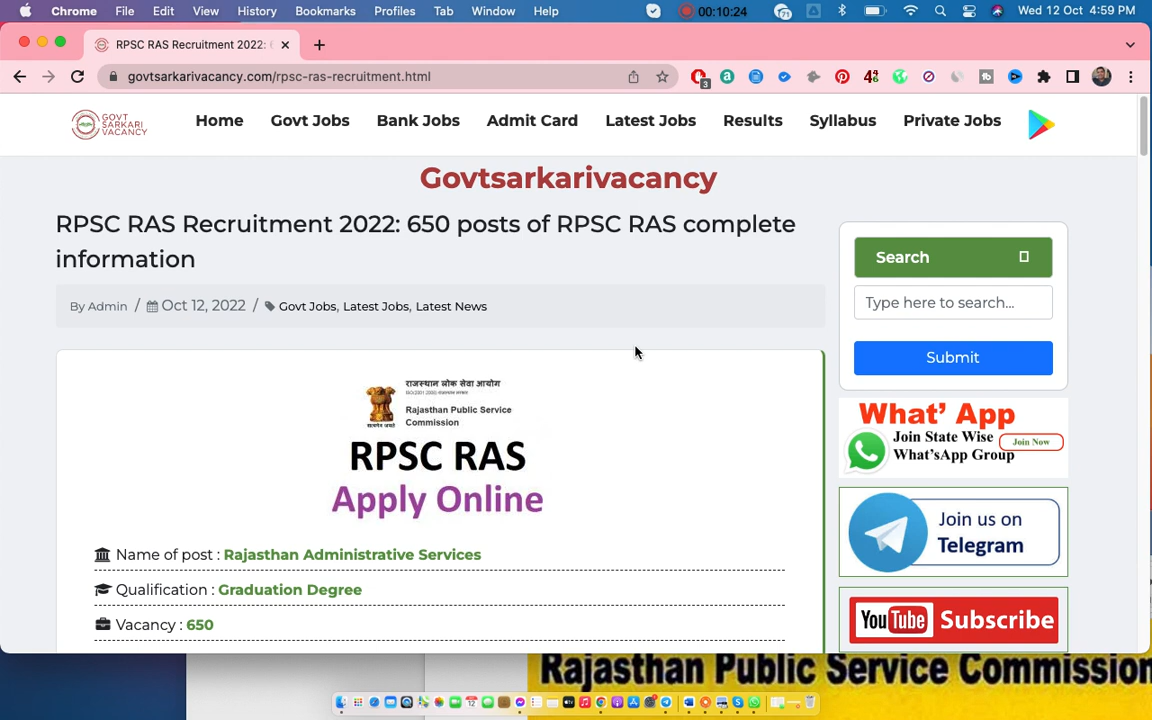 Chrome File Edit View History Bookmarks Profiles Tab Window Help 00:10:24 71 Wed 12 Oct 4:59 PM
RPSC RAS Recruitment 2022:
govtsarkarivacancy.com/rpsc-ras-recruitment.html
3
GOVT
SARKARI
VACANCY
Home Govt Jobs Bank Jobs Admit Card Latest Jobs Results Syllabus Private Jobs
Govtsarkarivacancy
RPSC RAS Recruitment 2022: 650 posts of RPSC RAS complete
information
By Admin / Oct 12, 2022 / Govt Jobs, Latest Jobs, Latest News
राजस्थान लोक सेवा आयोग
Rajasthan Public Service
Commission
RPSC RAS
Apply Online
Name of post : Rajasthan Administrative Services
Qualification : Graduation Degree
Vacancy : 650
Search
Type here to search...
Submit
What' App
Join State Wise
What'sApp Group
Join Now
Join us on
Telegram
YouTube Subscribe
Rajasthan Public Service Commission